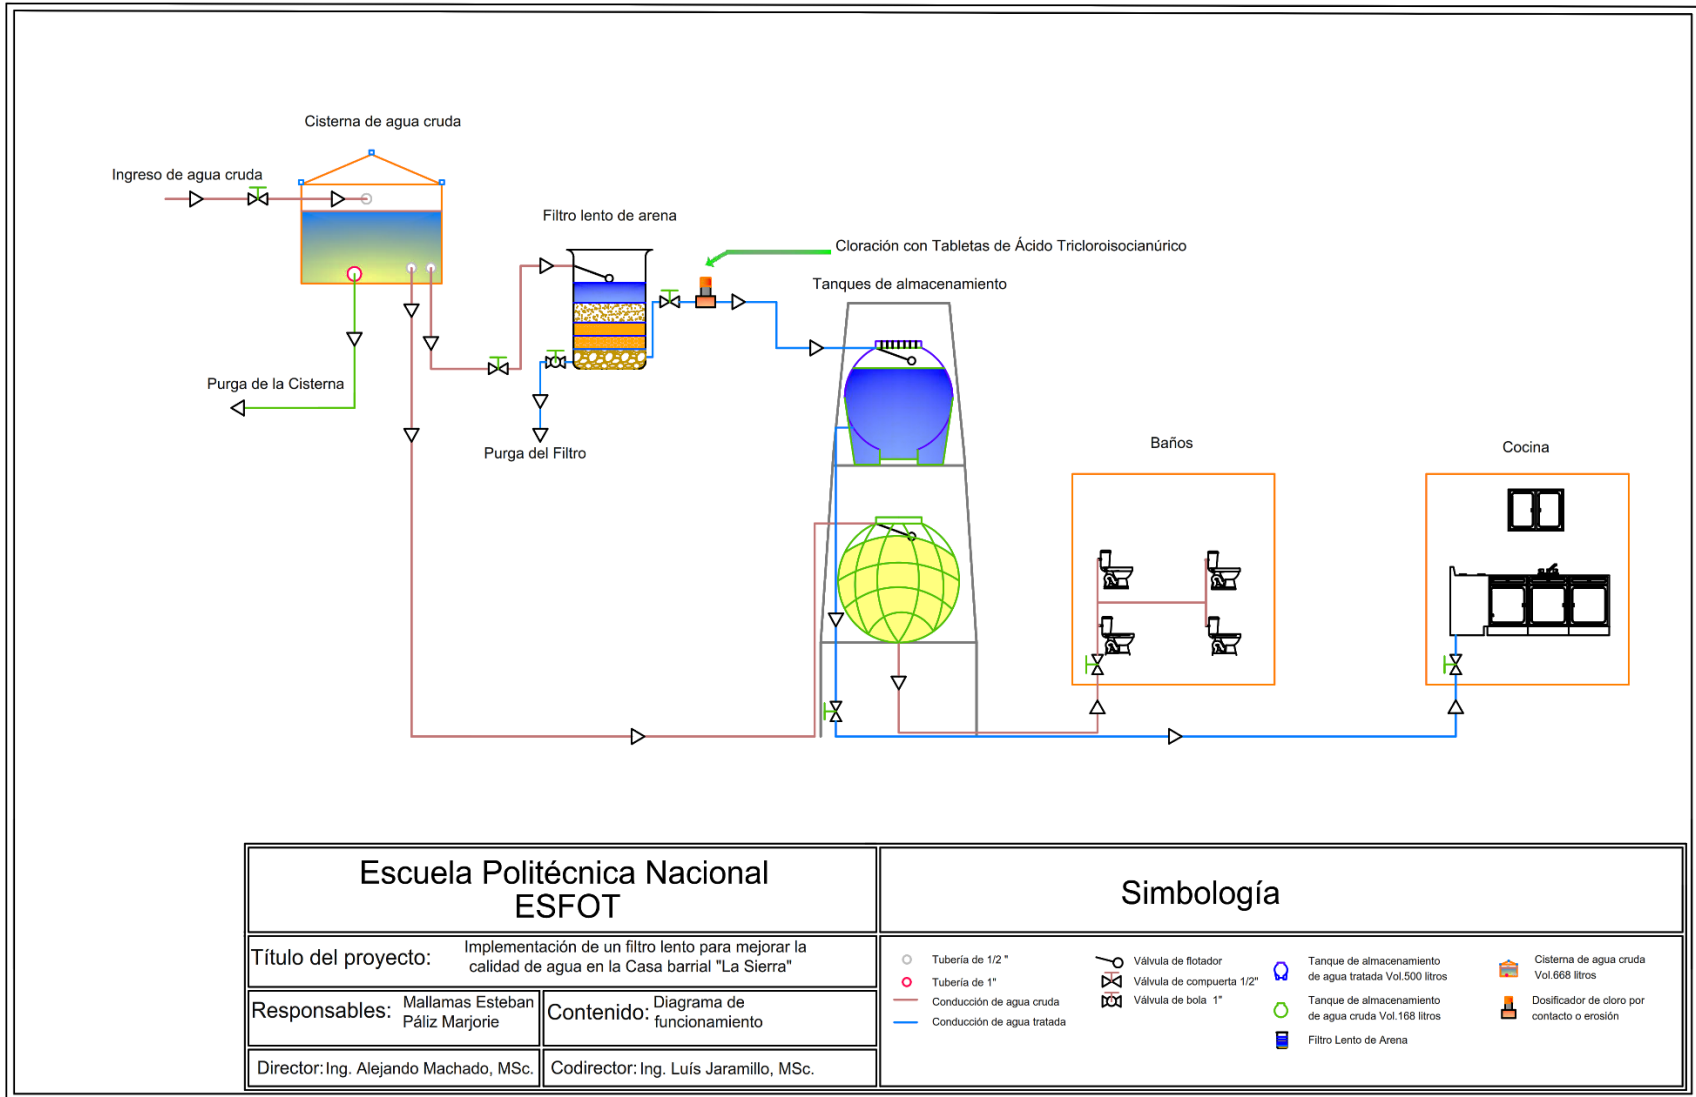 Cisterna de agua cruda
Ingreso de agua cruda
Filtro lento de arena
Cloración con Tabletas de Ácido Tricloroisocianúrico
Tanques de almacenamiento
Purga de la Cisterna
Purga del Filtro
Baños
Cocina
Escuela Politécnica Nacional
ESFOT
Título del proyecto:
Implementación de un filtro lento para mejorar la
calidad de agua en la Casa barrial "La Sierra"
Responsables:
Mallamas Esteban
Páliz Marjorie
Contenido:
Diagrama de
funcionamiento
Director: Ing. Alejando Machado, MSc.
Codirector: Ing. Luís Jaramillo, MSc.
Simbología
Tubería de 1/2 "
Tubería de 1"
Conducción de agua cruda
Conducción de agua tratada
Válvula de flotador
Válvula de compuerta 1/2"
Válvula de bola 1"
Tanque de almacenamiento
de agua tratada Vol.500 litros
Tanque de almacenamiento
de agua cruda Vol.168 litros
Filtro Lento de Arena
Cisterna de agua cruda
Vol.668 litros
Dosificador de cloro por
contacto o erosión